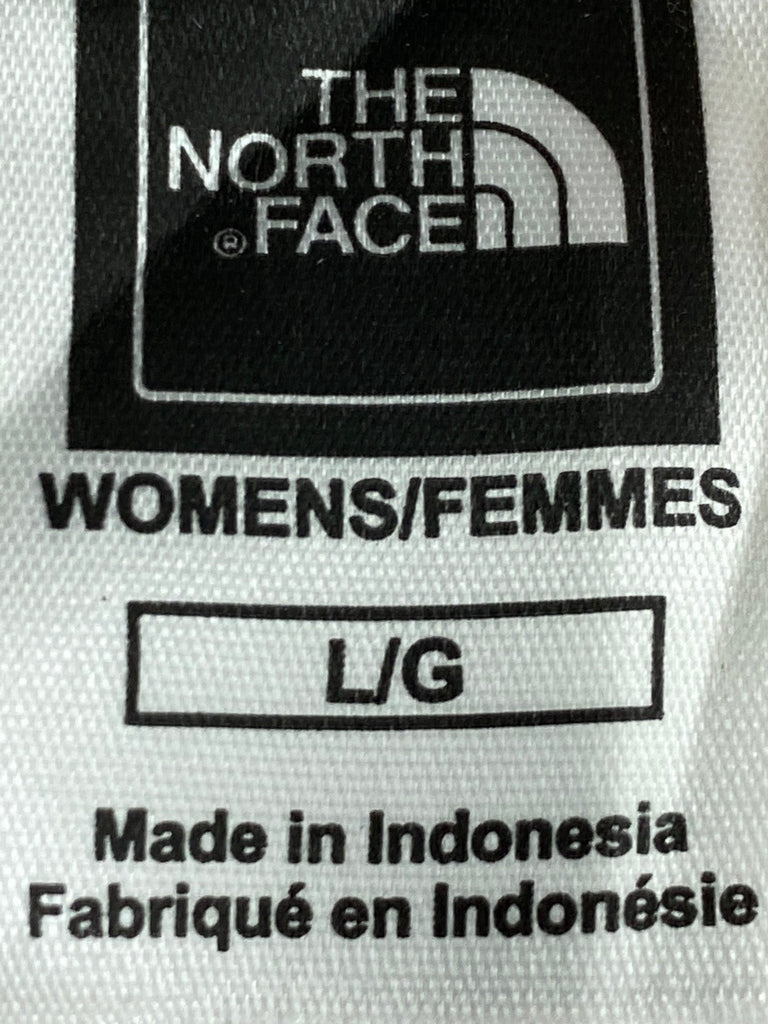 THE
NORTH
® FACE
WOMENS/FEMMES
L/G
Made in Indonesia
Fabriqué en Indonésie